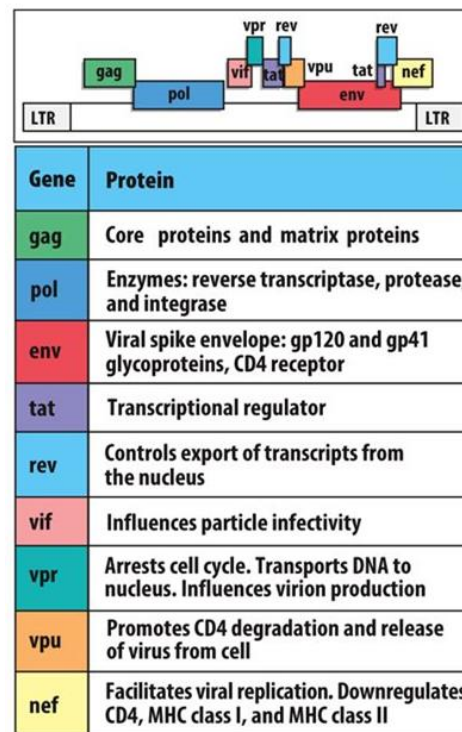 vpr rev rev
gag vif tat vpu tat nef
pol env
LTR LTR
Gene Protein
gag Core proteins and matrix proteins
pol Enzymes: reverse transcriptase, protease,
and integrase
env Viral spike envelope: gp120 and gp41
glycoproteins, CD4 receptor
tat Transcriptional regulator
rev Controls export of transcripts from
the nucleus
vif Influences particle infectivity
vpr Arrests cell cycle. Transports DNA to
nucleus. Influences virion production
vpu Promotes CD4 degradation and release
of virus from cell
nef Facilitates viral replication. Downregulates
CD4, MHC class I, and MHC class II